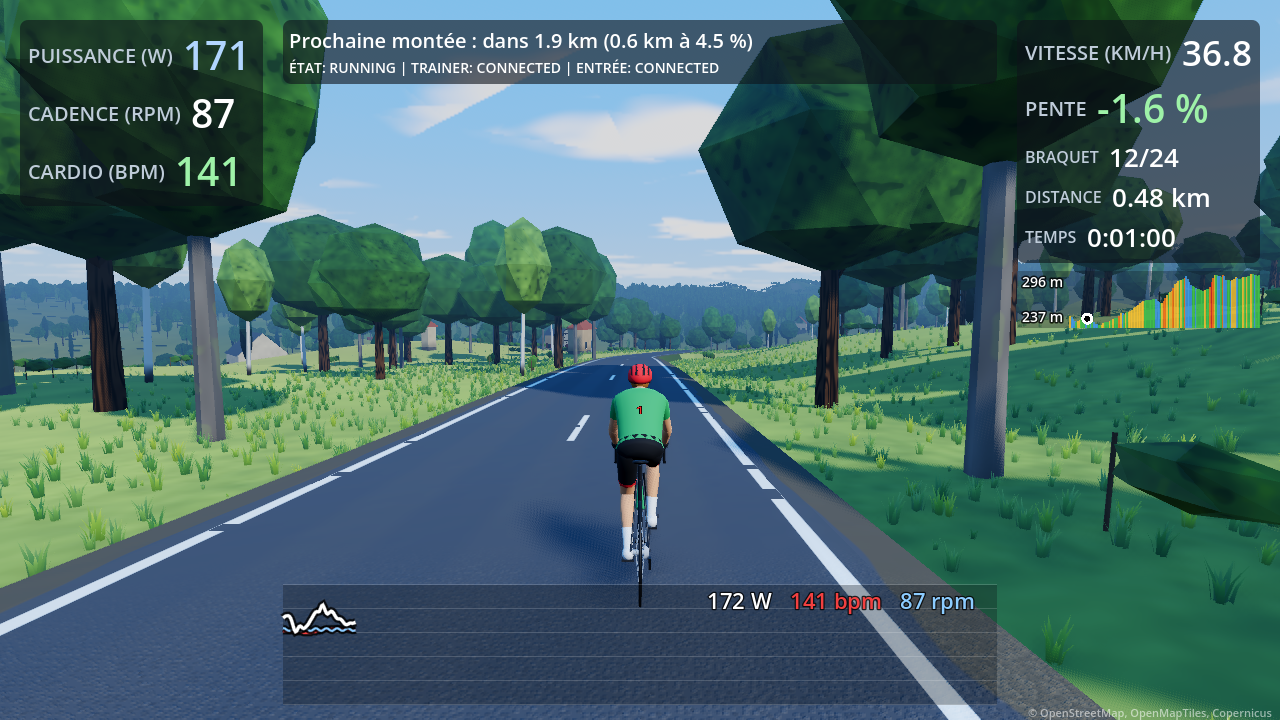 PUISSANCE (W) 171
CADENCE (RPM) 87
CARDIO (BPM) 141
Prochaine montée : dans 1.9 km (0.6 km à 4.5 %)
ÉTAT: RUNNING | TRAINER: CONNECTED | ENTRÉE: CONNECTED
VITESSE (KM/H) 36.8
PENTE -1.6 %
BRAQUET 12/24
DISTANCE 0.48 km
TEMPS 0:01:00
296 m
237 m
1
172 W 141 bpm 87 rpm
© OpenStreetMap, OpenMapTiles, Copernicus